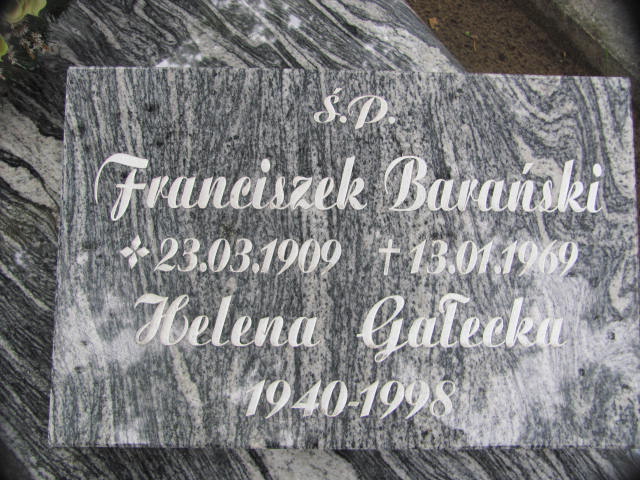 Ś.P.
Franciszek Barański
✤23.03.1909 †13.01.1969
Helena Gałecka
1940-1998